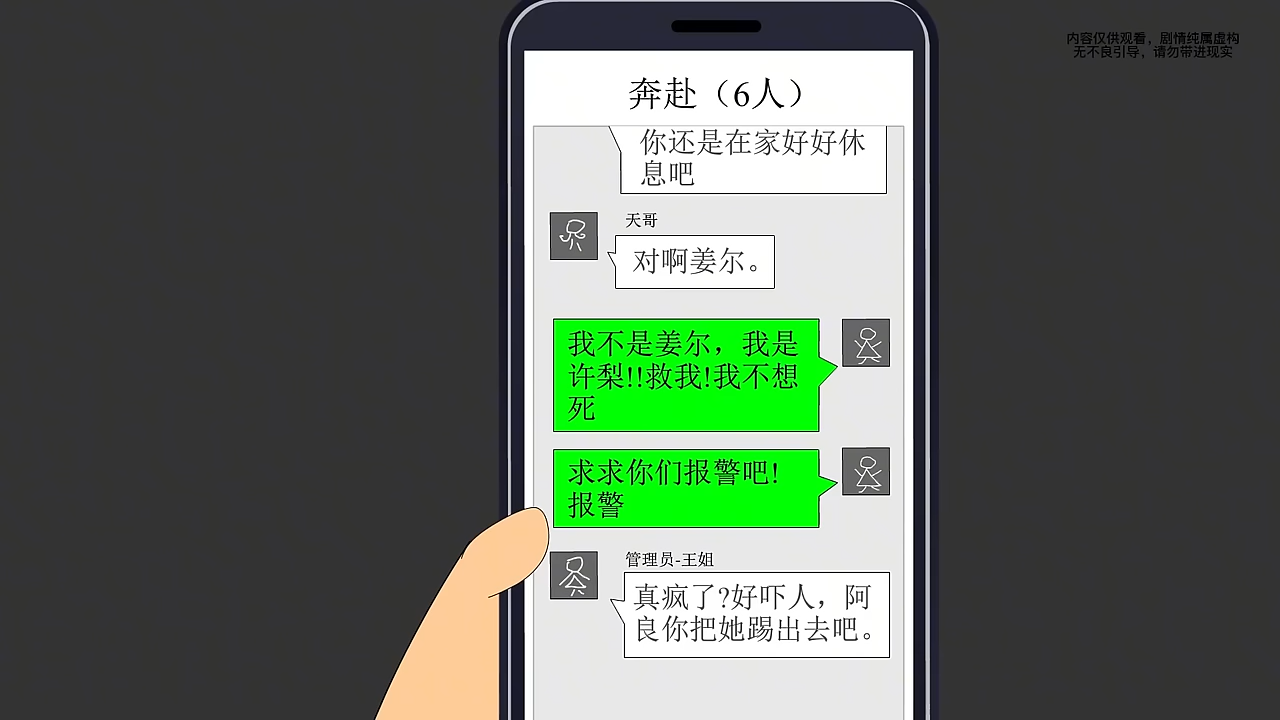 内容仅供观看，剧情纯属虚构
无不良引导，请勿带进现实
奔赴（6人）
你还是在家好好休
息吧
天哥
对啊姜尔。
我不是姜尔，我是
许梨!!救我!我不想
死
求求你们报警吧!
报警
管理员-王姐
真疯了?好吓人，阿
良你把她踢出去吧。